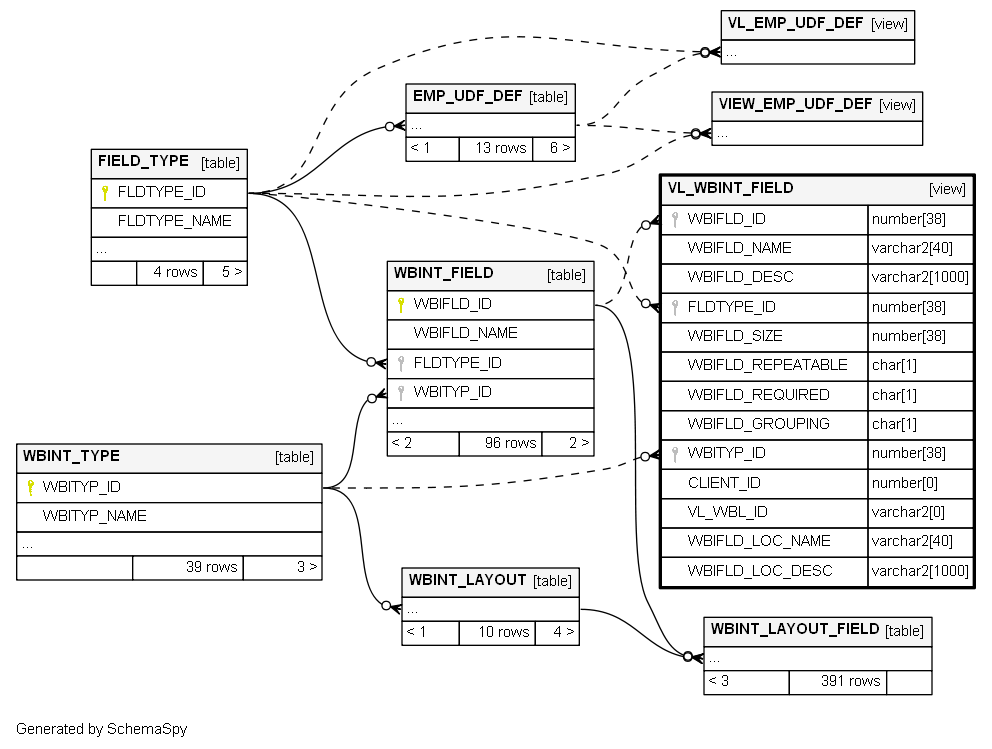 VL_EMP_UDF_DEF [view]
...
EMP_UDF_DEF [table]
...
< 1 13 rows 6 >
VIEW_EMP_UDF_DEF [view]
...
FIELD_TYPE [table]
FLDTYPE_ID
FLDTYPE_NAME
...
4 rows 5 >
VL_WBINT_FIELD [view]
WBIFLD_ID number[38]
WBIFLD_NAME varchar2[40]
WBIFLD_DESC varchar2[1000]
FLDTYPE_ID number[38]
WBIFLD_SIZE number[38]
WBIFLD_REPEATABLE char[1]
WBIFLD_REQUIRED char[1]
WBIFLD_GROUPING char[1]
WBITYP_ID number[38]
CLIENT_ID number[0]
VL_WBL_ID varchar2[0]
WBIFLD_LOC_NAME varchar2[40]
WBIFLD_LOC_DESC varchar2[1000]
WBINT_FIELD [table]
WBIFLD_ID
WBIFLD_NAME
FLDTYPE_ID
WBITYP_ID
...
< 2 96 rows 2 >
WBINT_TYPE [table]
WBITYP_ID
WBITYP_NAME
...
39 rows 3 >
WBINT_LAYOUT [table]
...
< 1 10 rows 4 >
WBINT_LAYOUT_FIELD [table]
...
< 3 391 rows
Generated by SchemaSpy